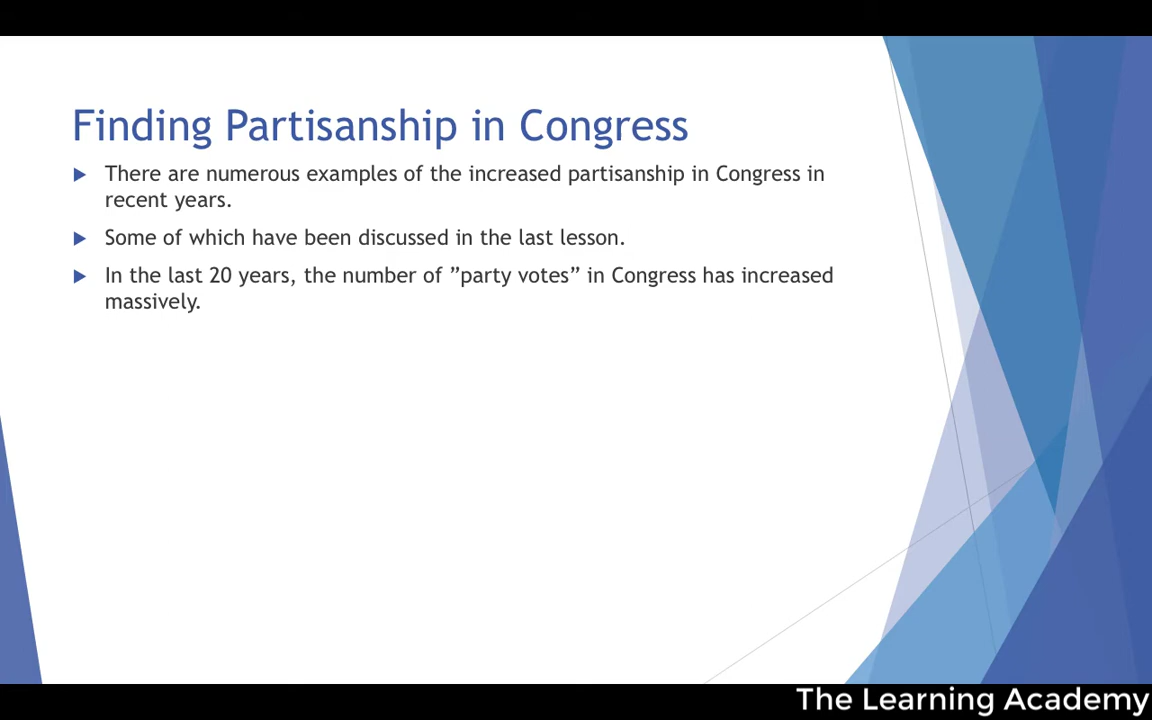 Finding Partisanship in Congress
There are numerous examples of the increased partisanship in Congress in
recent years.
Some of which have been discussed in the last lesson.
In the last 20 years, the number of ”party votes” in Congress has increased
massively.
The Learning Academy